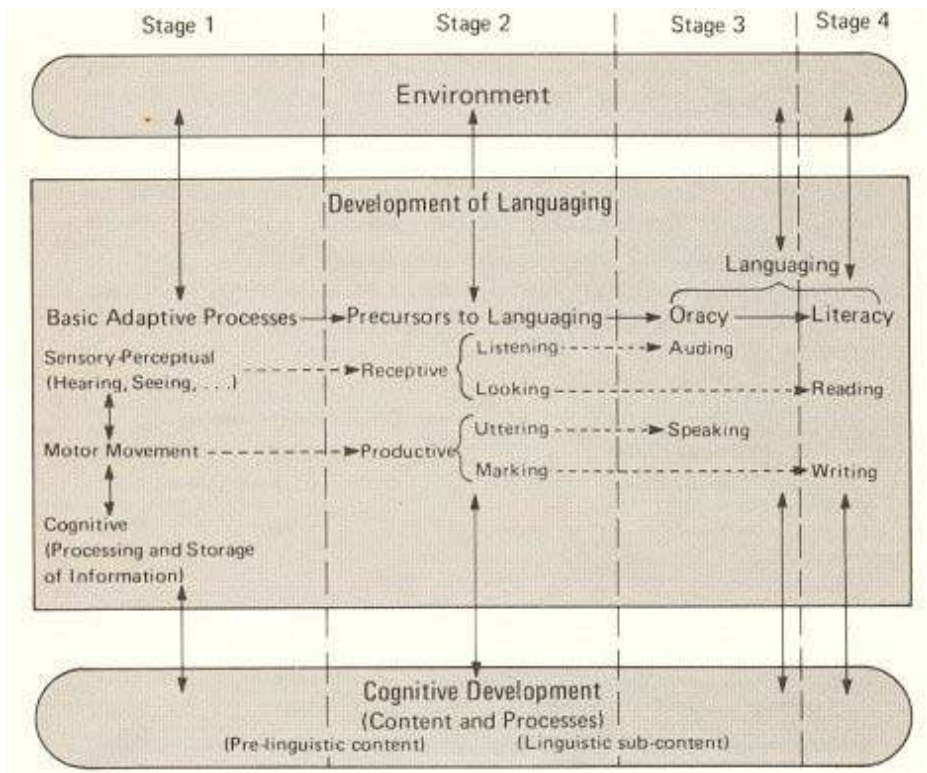 Stage 1 Stage 2 Stage 3 Stage 4
Environment
Development of Languaging
Languaging
Basic Adaptive Processes Precursors to Languaging Oracy Literacy
Sensory-Perceptual
(Hearing, Seeing, . . .)
Receptive
Listening Auding
Looking Reading
Motor Movement Productive
Uttering Speaking
Marking Writing
Cognitive
(Processing and Storage
of Information)
Cognitive Development
(Content and Processes)
(Pre-linguistic content) (Linguistic sub-content)